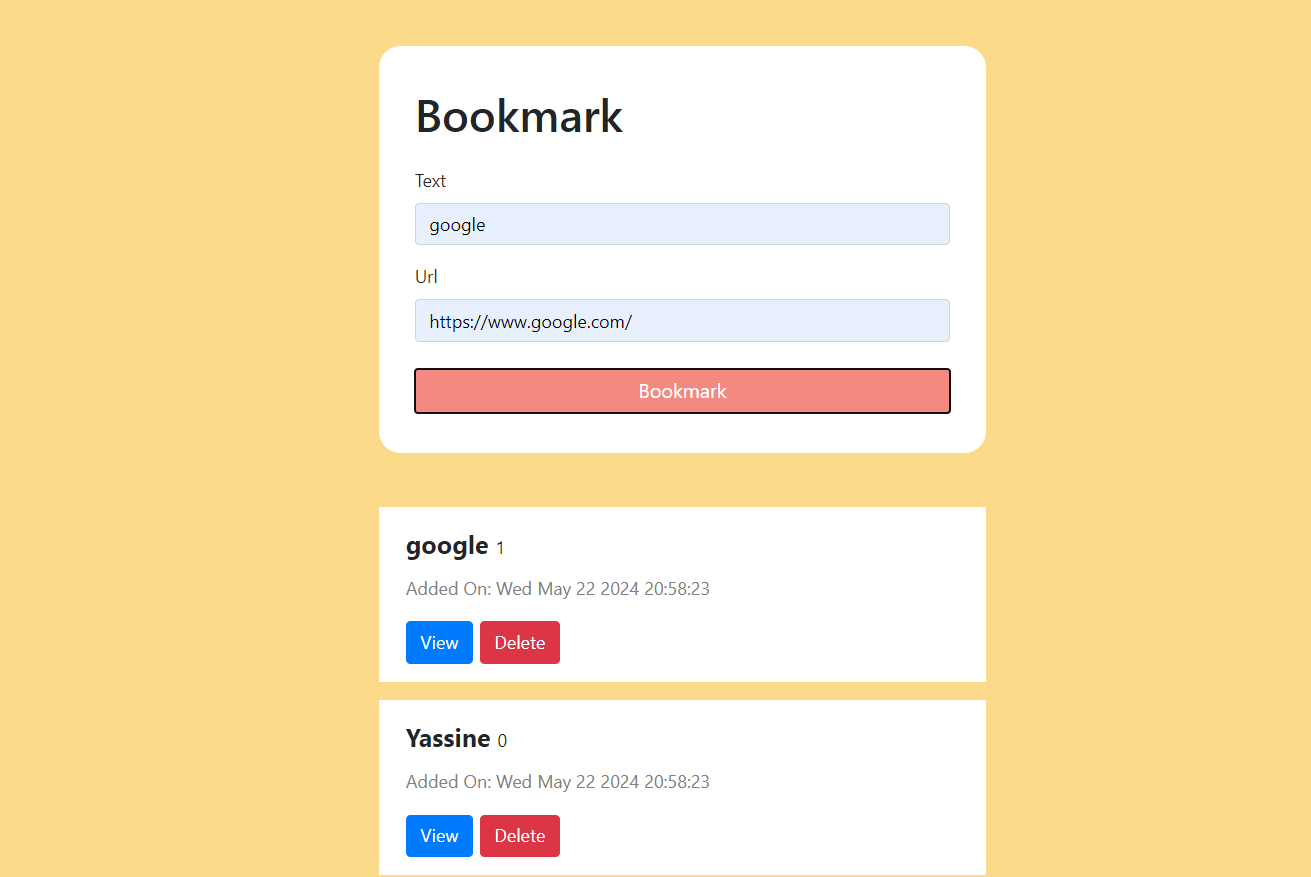 Bookmark
Text
google
Url
https://www.google.com/
Bookmark
google 1
Added On: Wed May 22 2024 20:58:23
View Delete
Yassine 0
Added On: Wed May 22 2024 20:58:23
View Delete